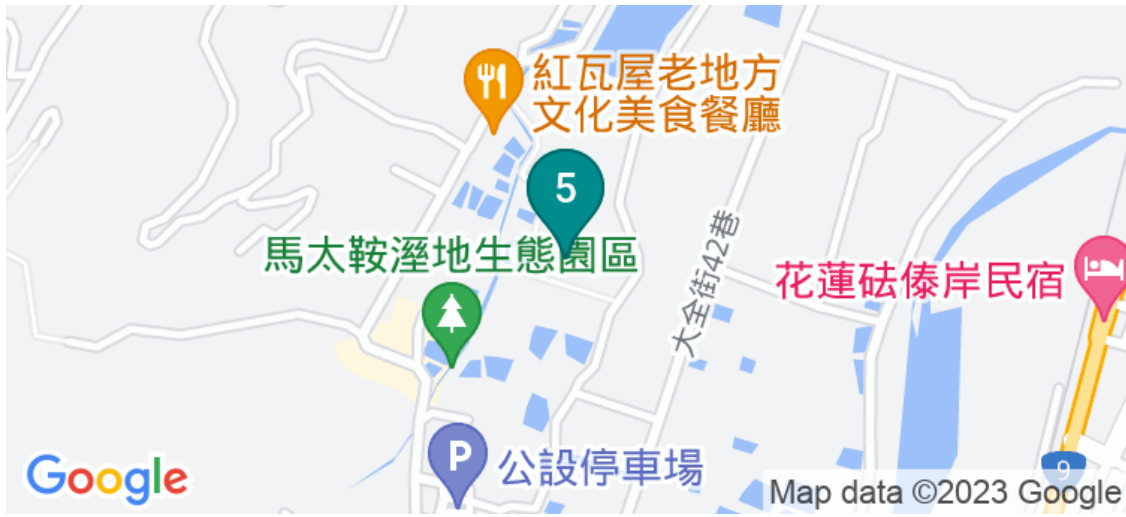 紅瓦屋老地方
文化美食餐廳
5
馬太鞍溼地生態園區
大全街42巷
花蓮砝傣岸民宿
P
公設停車場
9
Google
Map data ©2023 Google